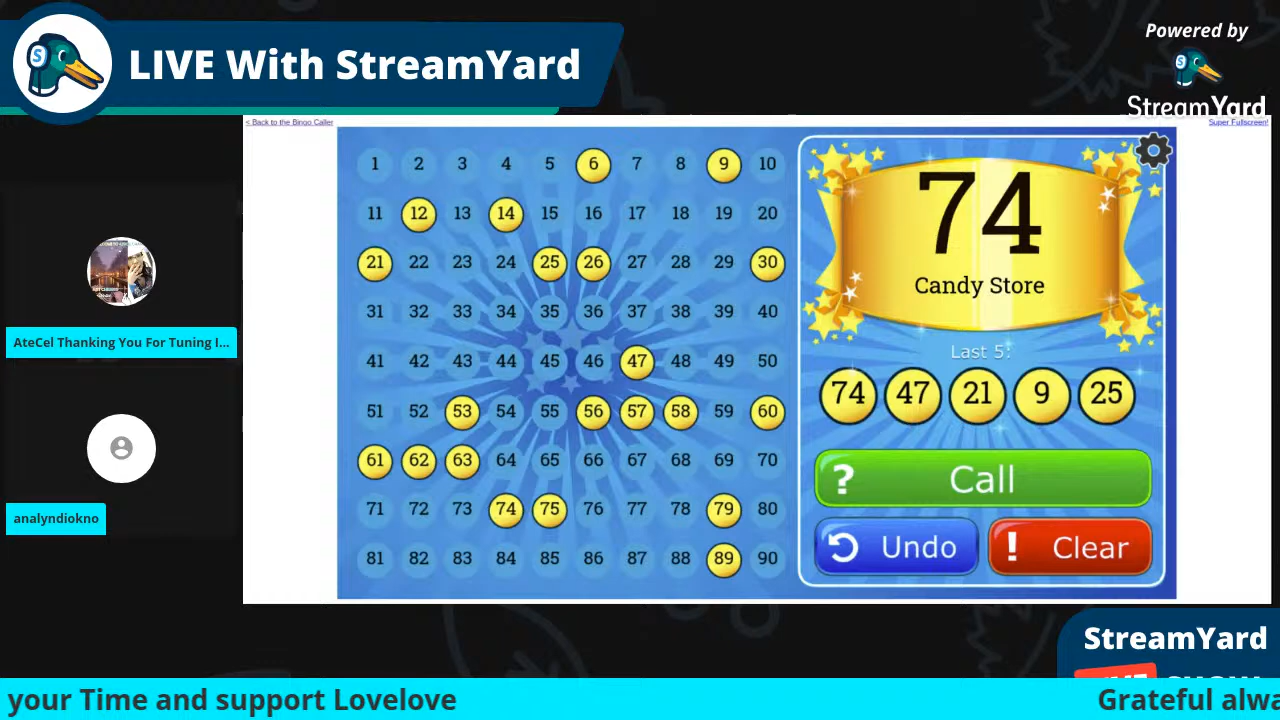 LIVE With StreamYard
Powered by
StreamYard
< Back to the Bingo Caller
Super Fullscreen!
1 2 3 4 5 6 7 8 9 10
11 12 13 14 15 16 17 18 19 20
21 22 23 24 25 26 27 28 29 30
31 32 33 34 35 36 37 38 39 40
41 42 43 44 45 46 47 48 49 50
51 52 53 54 55 56 57 58 59 60
61 62 63 64 65 66 67 68 69 70
71 72 73 74 75 76 77 78 79 80
81 82 83 84 85 86 87 88 89 90
74
Candy Store
Last 5:
74 47 21 9 25
? Call
Undo
! Clear
AteCel Thanking You For Tuning I...
analyndiokno
StreamYard
your Time and support Lovelove
Grateful alwa